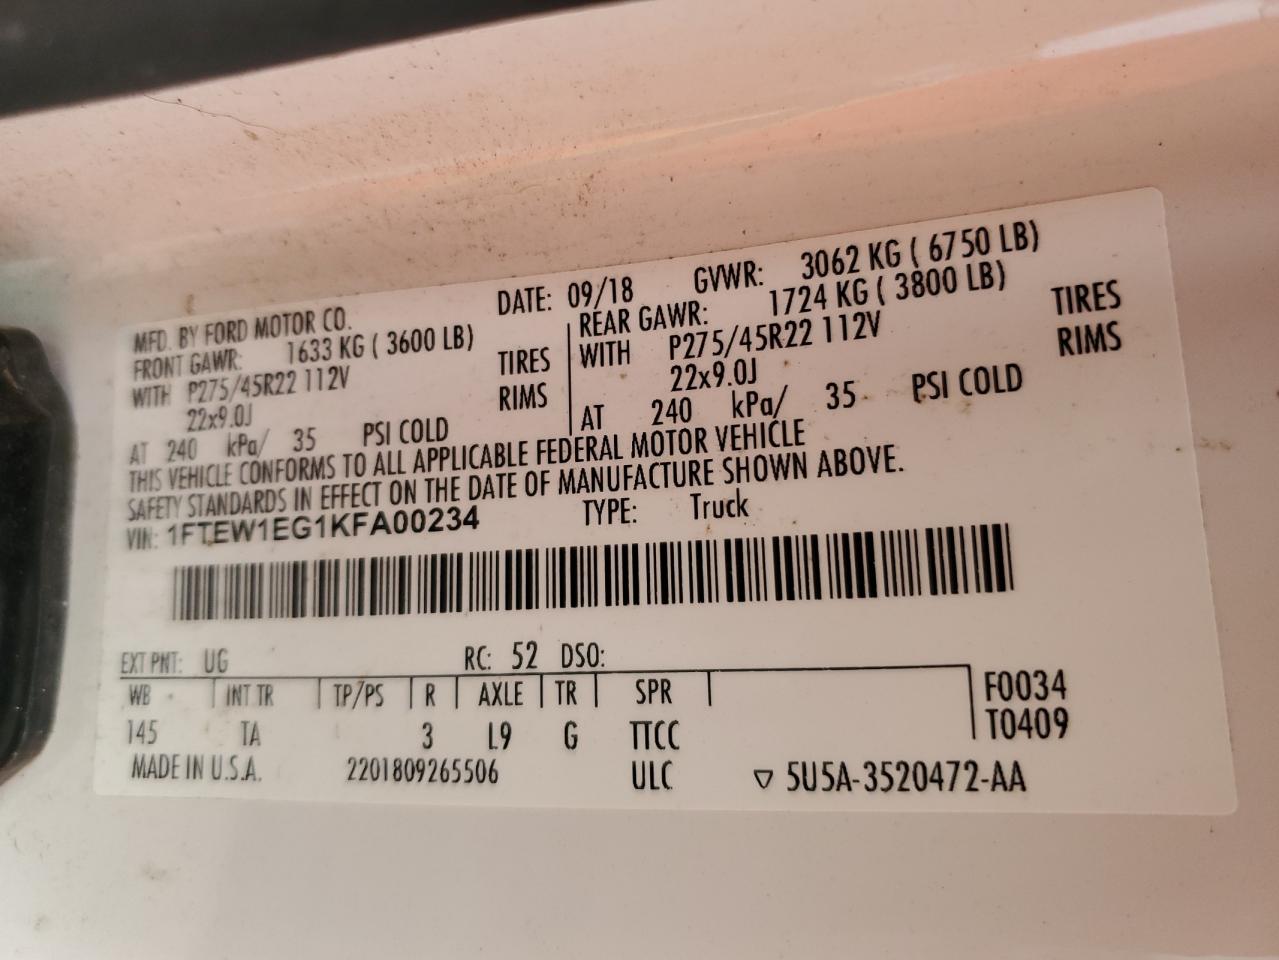 MFD. BY FORD MOTOR CO.
DATE: 09/18 GVWR: 3062 KG ( 6750 LB)
FRONT GAWR: 1633 KG ( 3600 LB)
WITH P275/45R22 112V TIRES
22x9.0J RIMS
AT 240 kPa/ 35 PSI COLD
REAR GAWR: 1724 KG ( 3800 LB)
WITH P275/45R22 112V TIRES
22x9.0J RIMS
AT 240 kPa/ 35 PSI COLD
THIS VEHICLE CONFORMS TO ALL APPLICABLE FEDERAL MOTOR VEHICLE
SAFETY STANDARDS IN EFFECT ON THE DATE OF MANUFACTURE SHOWN ABOVE.
VIN: 1FTEW1EG1KFA00234 TYPE: Truck
EXT PNT: UG RC: 52 DSO:
WB INT TR TP/PS R AXLE TR SPR F0034
145 TA 3 L9 G TTCC T0409
MADE IN U.S.A. 2201809265506 ULC ▽ 5U5A-3520472-AA